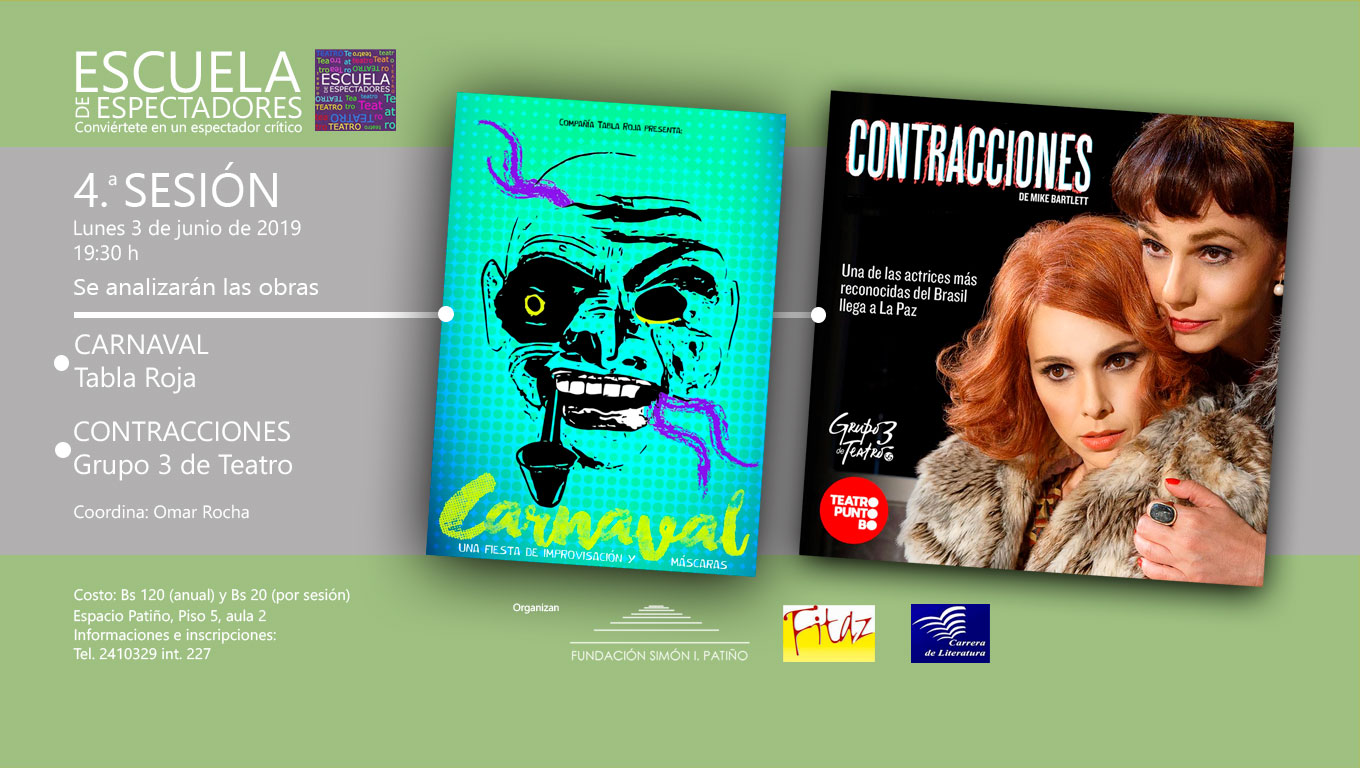 ESCUELA
DE ESPECTADORES
Conviértete en un espectador crítico
ESCUELA
DE ESPECTADORES
TEATRO
4.ª SESIÓN
Lunes 3 de junio de 2019
19:30 h
Se analizarán las obras
CARNAVAL
Tabla Roja
CONTRACCIONES
Grupo 3 de Teatro
Coordina: Omar Rocha
Costo: Bs 120 (anual) y Bs 20 (por sesión)
Espacio Patiño, Piso 5, aula 2
Informaciones e inscripciones:
Tel. 2410329 int. 227
COMPAÑÍA TABLA ROJA PRESENTA:
Carnaval
UNA FIESTA DE IMPROVISACIÓN Y MÁSCARAS
CONTRACCIONES
DE MIKE BARTLETT
Una de las actrices más
reconocidas del Brasil
llega a La Paz
Grupo 3
de Teatro
TEATRO
PUNTO
BO
Organizan
FUNDACIÓN SIMÓN I. PATIÑO
Fitaz
Carrera
de Literatura